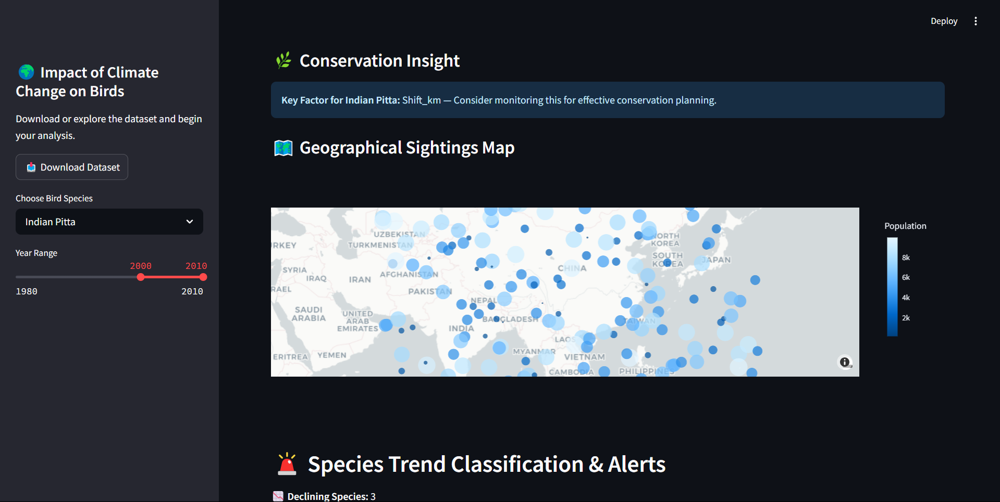 Deploy
Impact of Climate
Change on Birds
Download or explore the dataset and begin
your analysis.
Download Dataset
Choose Bird Species
Indian Pitta
Year Range
2000 2010
1980 2010
Conservation Insight
Key Factor for Indian Pitta: Shift_km — Consider monitoring this for effective conservation planning.
Geographical Sightings Map
UZBEKISTAN
RKEY
TURKMENISTAN
NORTH
KOREA
SOUTH
KOREA
JAPAN
SYRIA
IRAQ
IRAN
AFGHANISTAN
CHINA
RAEL
PAKISTAN
NEPAL
SAUDI
ARABIA
UNITED
ARAB
EMIRATES
BANGLADESH
INDIA
TAIWAN
LAOS
ERITREA
YEMEN
MYANMAR
VIETNAM
CAMBODIA
PHILIPPINES
Population
8k
6k
4k
2k
Species Trend Classification & Alerts
Declining Species: 3